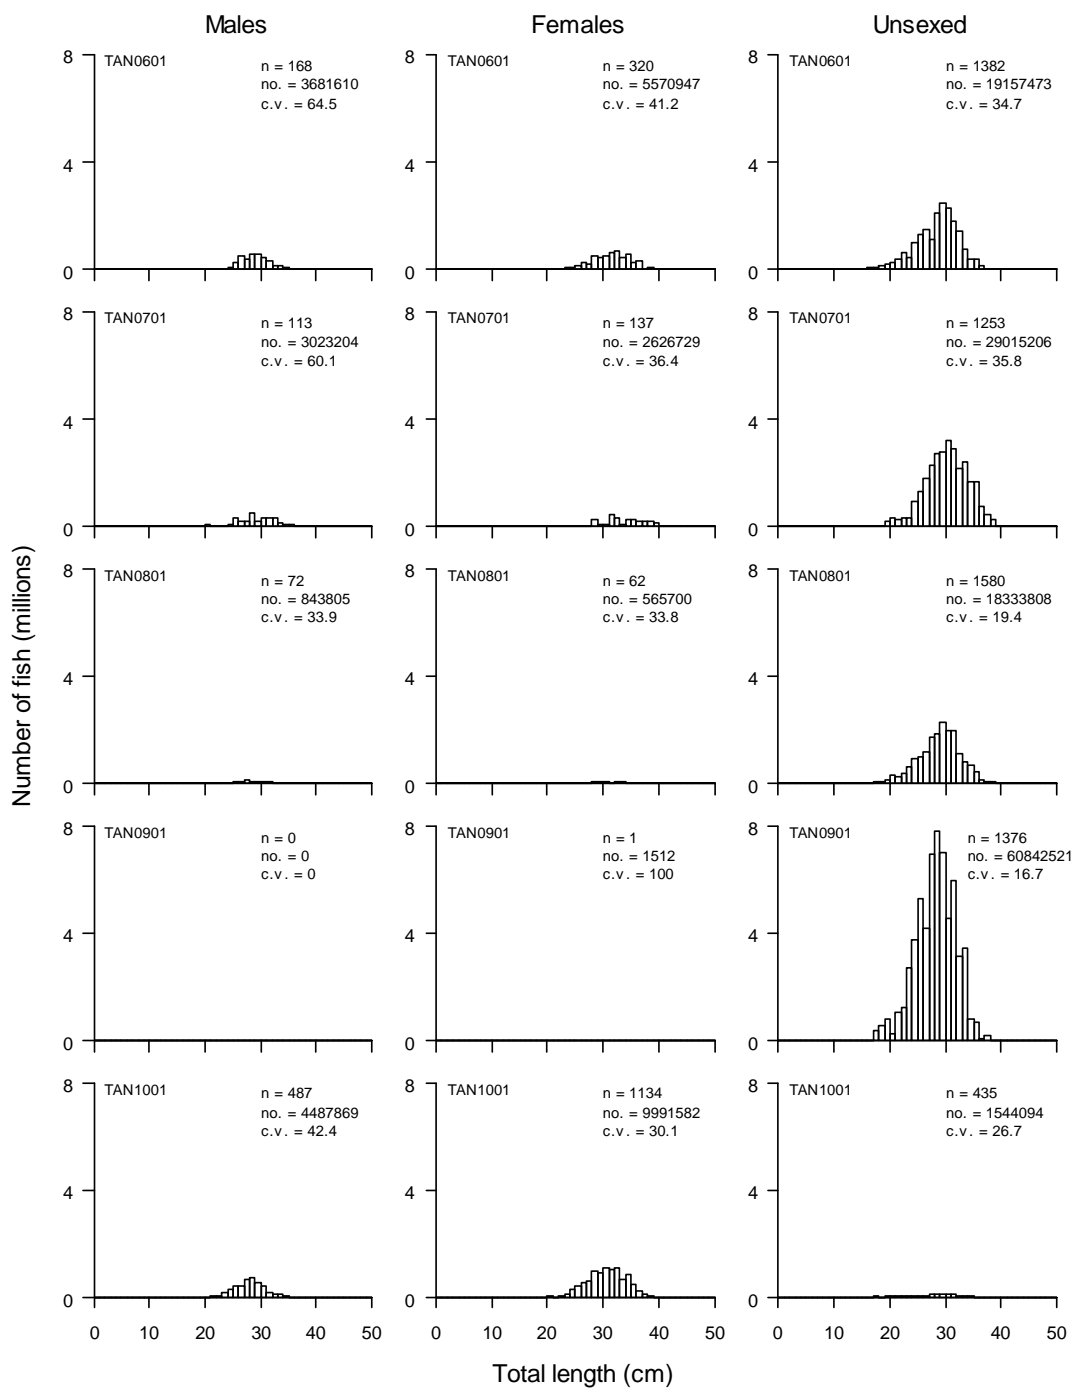 Males Females Unsexed
8 TAN0601 n = 168 8 TAN0601 n = 320 8 TAN0601 n = 1382
no. = 3681610 no. = 5570947 no. = 19157473
c.v. = 64.5 c.v. = 41.2 c.v. = 34.7
4 4 4
0 0 0
8 TAN0701 n = 113 8 TAN0701 n = 137 8 TAN0701 n = 1253
no. = 3023204 no. = 2626729 no. = 29015206
c.v. = 60.1 c.v. = 36.4 c.v. = 35.8
4 4 4
0 0 0
Number of fish (millions)
8 TAN0801 n = 72 8 TAN0801 n = 62 8 TAN0801 n = 1580
no. = 843805 no. = 565700 no. = 18333808
c.v. = 33.9 c.v. = 33.8 c.v. = 19.4
4 4 4
0 0 0
8 TAN0901 n = 0 8 TAN0901 n = 1 8 TAN0901 n = 1376
no. = 0 no. = 1512 no. = 60842521
c.v. = 0 c.v. = 100 c.v. = 16.7
4 4 4
0 0 0
8 TAN1001 n = 487 8 TAN1001 n = 1134 8 TAN1001 n = 435
no. = 4487869 no. = 9991582 no. = 1544094
c.v. = 42.4 c.v. = 30.1 c.v. = 26.7
4 4 4
0 0 0
0 10 20 30 40 50 0 10 20 30 40 50 0 10 20 30 40 50
Total length (cm)